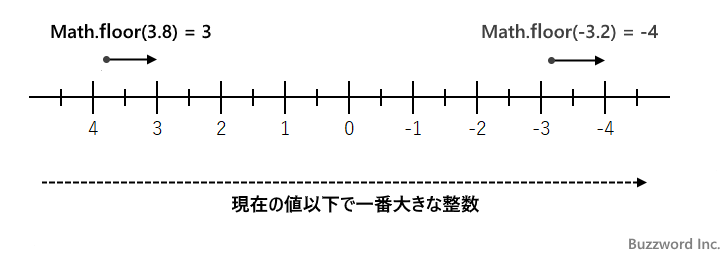 Math.floor(3.8) = 3
Math.floor(-3.2) = -4
4 3 2 1 0 -1 -2 -3 -4
現在の値以下で一番大きな整数
Buzzword Inc.